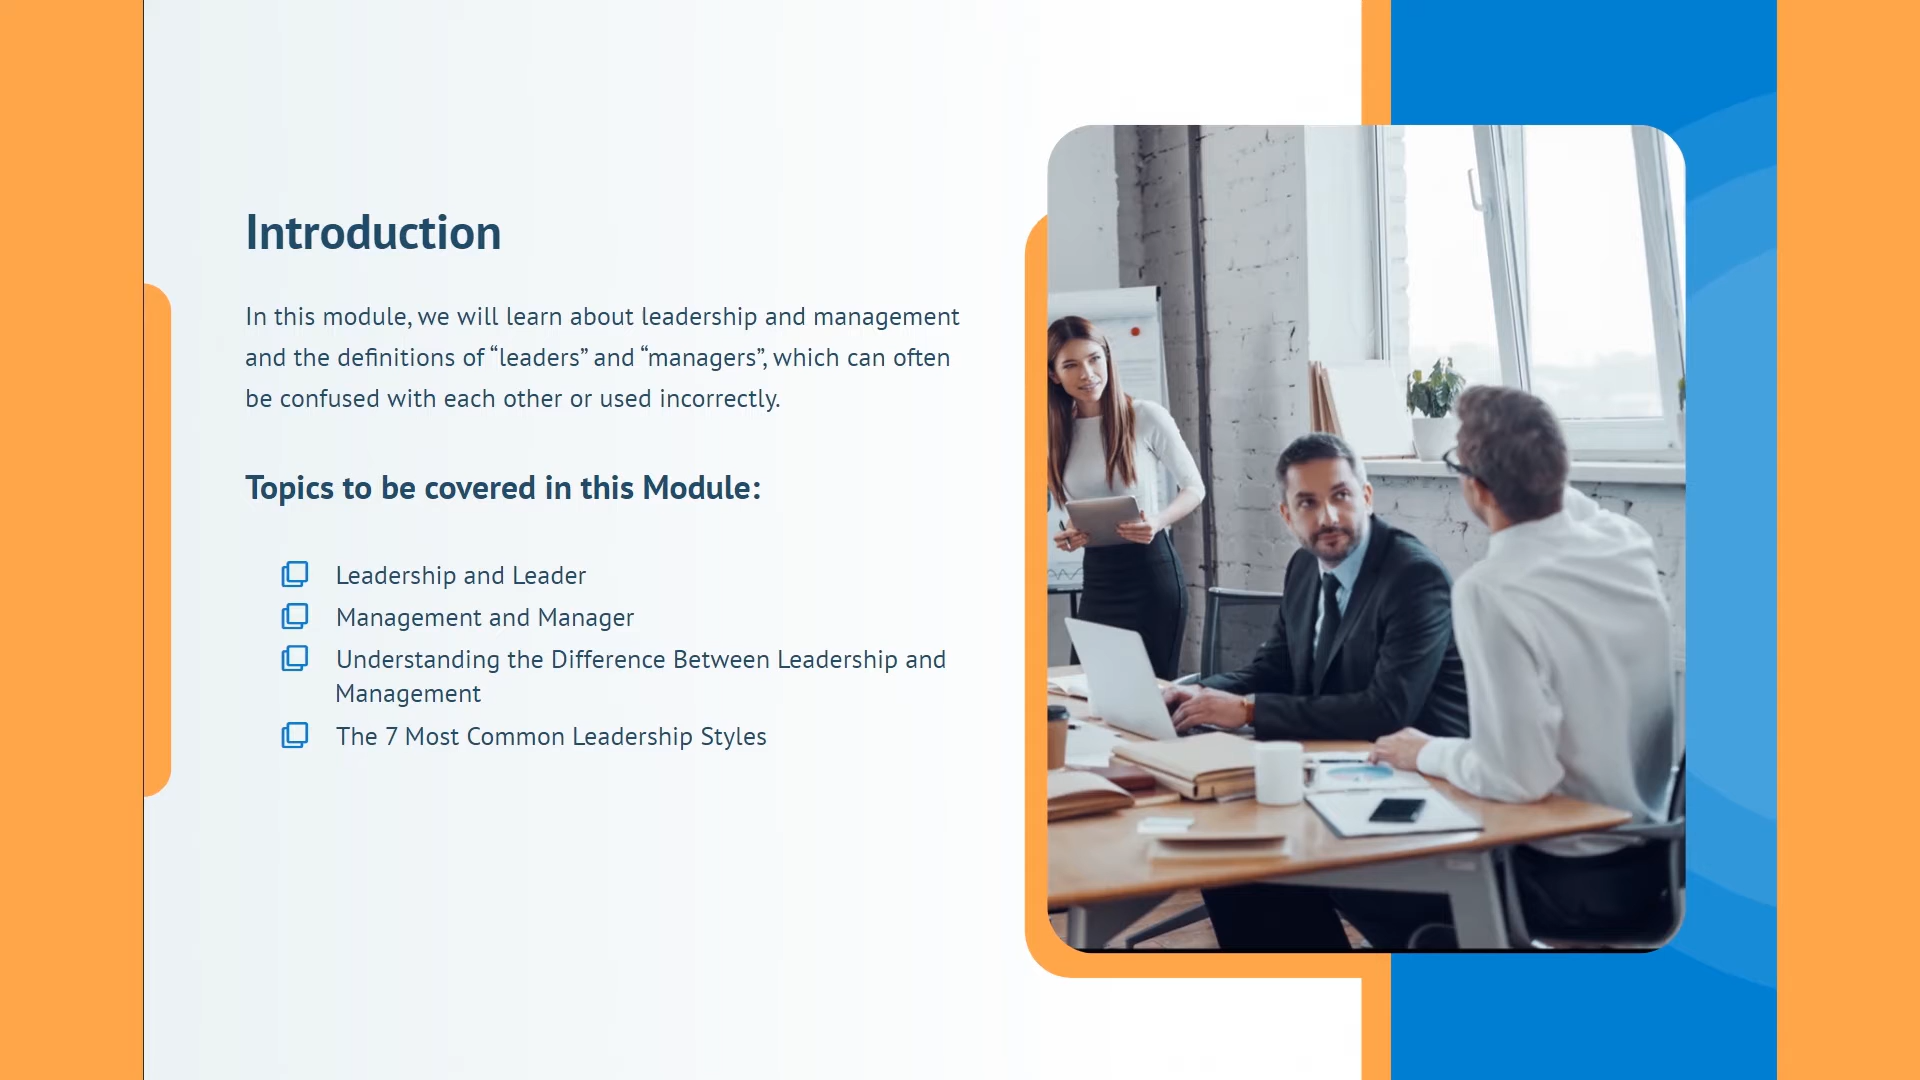 Introduction
In this module, we will learn about leadership and management
and the definitions of “leaders” and “managers”, which can often
be confused with each other or used incorrectly.
Topics to be covered in this Module:
Leadership and Leader
Management and Manager
Understanding the Difference Between Leadership and
Management
The 7 Most Common Leadership Styles